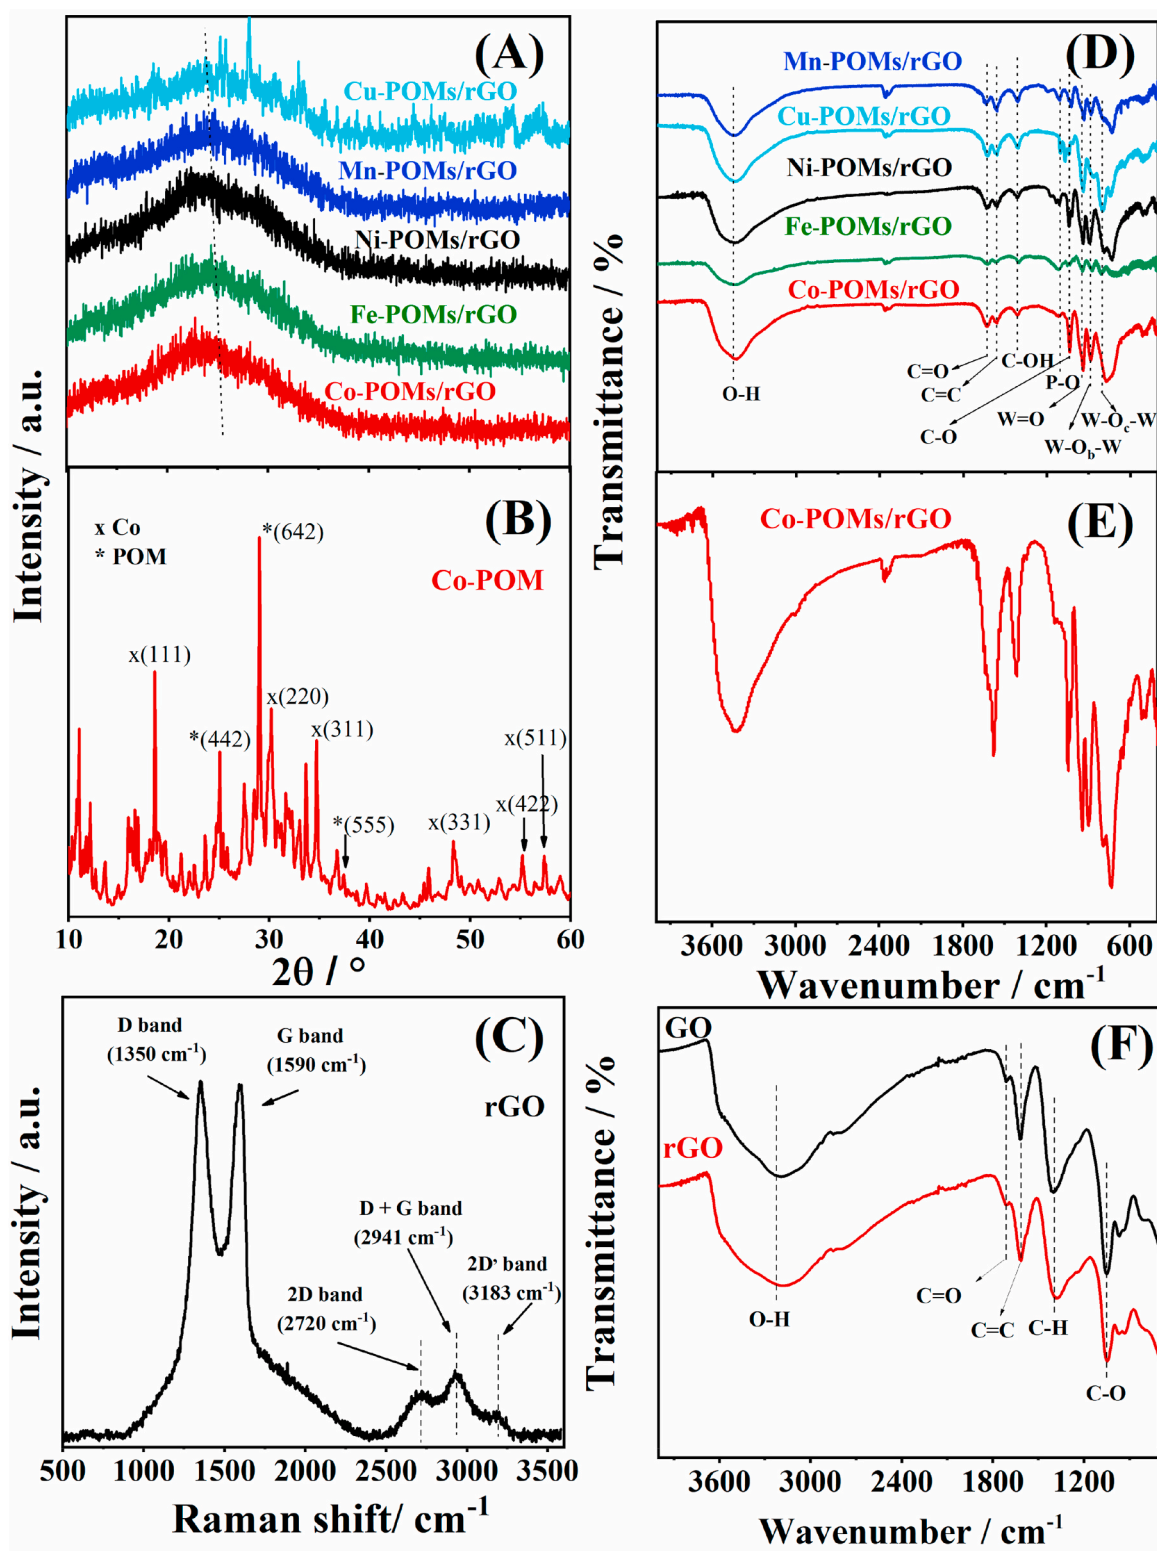 (A)
Cu-POMs/rGO
Mn-POMs/rGO
Ni-POMs/rGO
Fe-POMs/rGO
Co-POMs/rGO
Intensity / a.u.
(B)
x Co
* POM
Co-POM
*(642)
x(111)
x(220)
*(442)
x(311)
x(511)
x(422)
*(555)
x(331)
10 20 30 40 50 60
2θ / °
(C)
D band
(1350 cm-1)
G band
(1590 cm-1)
rGO
D + G band
(2941 cm-1)
2D’ band
(3183 cm-1)
2D band
(2720 cm-1)
Intensity / a.u.
500 1000 1500 2000 2500 3000 3500
Raman shift/ cm-1
(D)
Mn-POMs/rGO
Cu-POMs/rGO
Ni-POMs/rGO
Fe-POMs/rGO
Co-POMs/rGO
Transmittance / %
O-H
C=O
C=C
C-OH
C-O
P-O
W=O
W-Ob-W
W-Oc-W
(E)
Co-POMs/rGO
3600 3000 2400 1800 1200 600
Wavenumber / cm-1
(F)
GO
rGO
Transmittance / %
O-H
C=O
C=C
C-H
C-O
3600 3000 2400 1800 1200
Wavenumber / cm-1